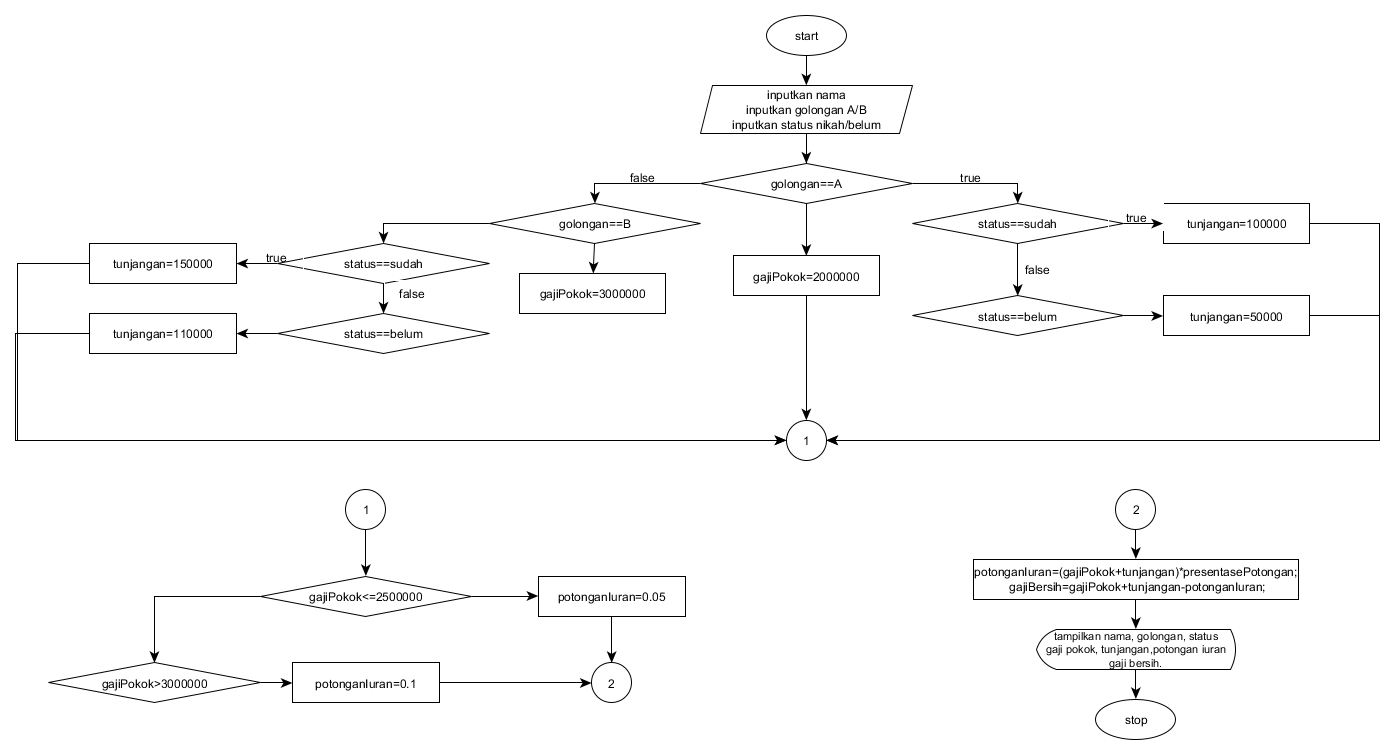 start
inputkan nama
inputkan golongan A/B
inputkan status nikah/belum
false
golongan==A
true
golongan==B
status==sudah
true
tunjangan=100000
tunjangan=150000
true
status==sudah
gajiPokok=3000000
gajiPokok=2000000
false
false
tunjangan=110000
status==belum
status==belum
tunjangan=50000
1
1
gajiPokok<=2500000
potonganIuran=0.05
gajiPokok>3000000
potonganIuran=0.1
2
2
potonganIuran=(gajiPokok+tunjangan)*presentasePotongan;
gajiBersih=gajiPokok+tunjangan-potonganIuran;
tampilkan nama, golongan, status
gaji pokok, tunjangan,potongan iuran
gaji bersih.
stop